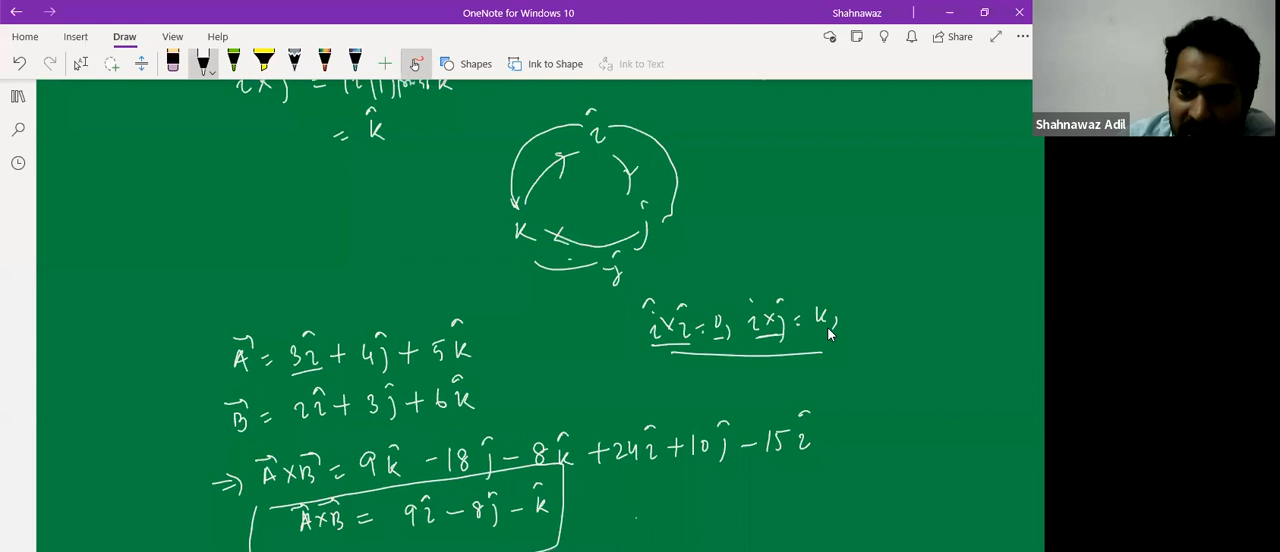 OneNote for Windows 10
Shahnawaz
Home Insert Draw View Help
Share
Shapes Ink to Shape Ink to Text
= k̂
î
k ĵ
ĵ
Shahnawaz Adil
î × î = 0, i × ĵ = k,
A⃗ = 3î + 4ĵ + 5k̂
B⃗ = 2î + 3ĵ + 6k̂
⇒ A⃗ × B⃗ = 9k̂ − 18ĵ − 8k̂ + 24î + 10ĵ − 15î
A⃗ × B⃗ = 9î − 8ĵ − k̂